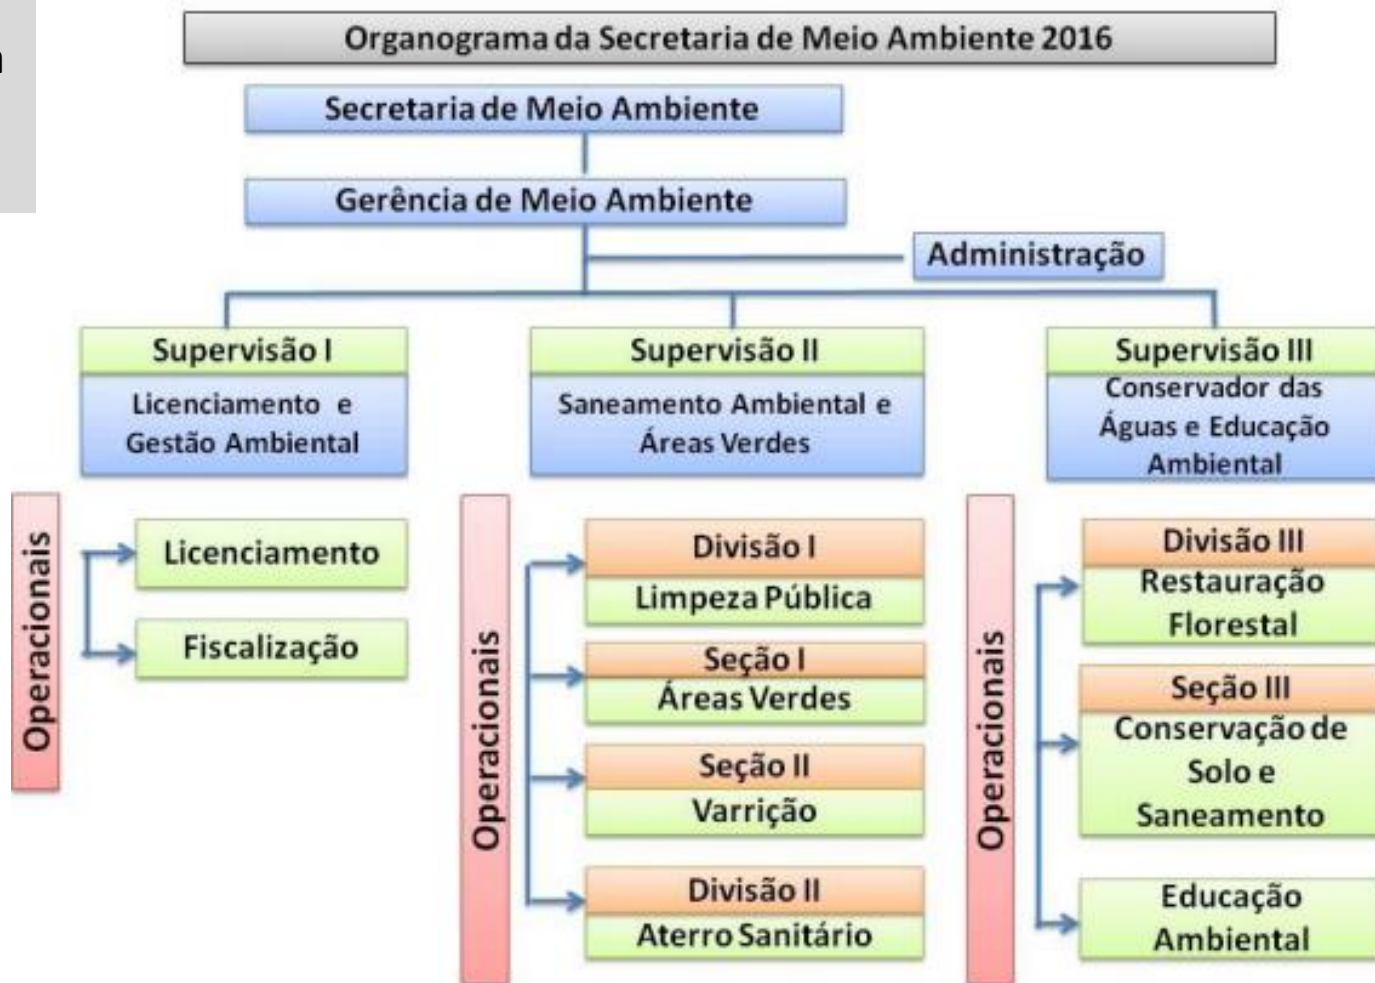 Organograma da Secretaria de Meio Ambiente 2016
Secretaria de Meio Ambiente
Gerência de Meio Ambiente
Administração
Supervisão I
Licenciamento e
Gestão Ambiental
Operacionais
Licenciamento
Fiscalização
Supervisão II
Saneamento Ambiental e
Áreas Verdes
Operacionais
Divisão I
Limpeza Pública
Seção I
Áreas Verdes
Seção II
Varrição
Divisão II
Aterro Sanitário
Supervisão III
Conservador das
Águas e Educação
Ambiental
Operacionais
Divisão III
Restauração
Florestal
Seção III
Conservação de
Solo e
Saneamento
Educação
Ambiental